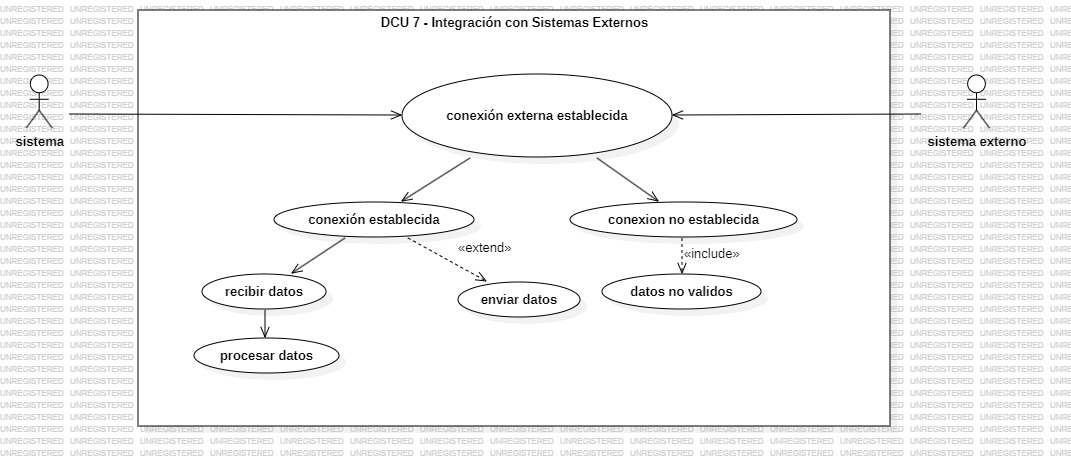 DCU 7 - Integración con Sistemas Externos
conexión externa establecida
sistema
sistema externo
conexión establecida
conexion no establecida
«extend»
«include»
recibir datos
enviar datos
datos no validos
procesar datos
UNREGISTERED